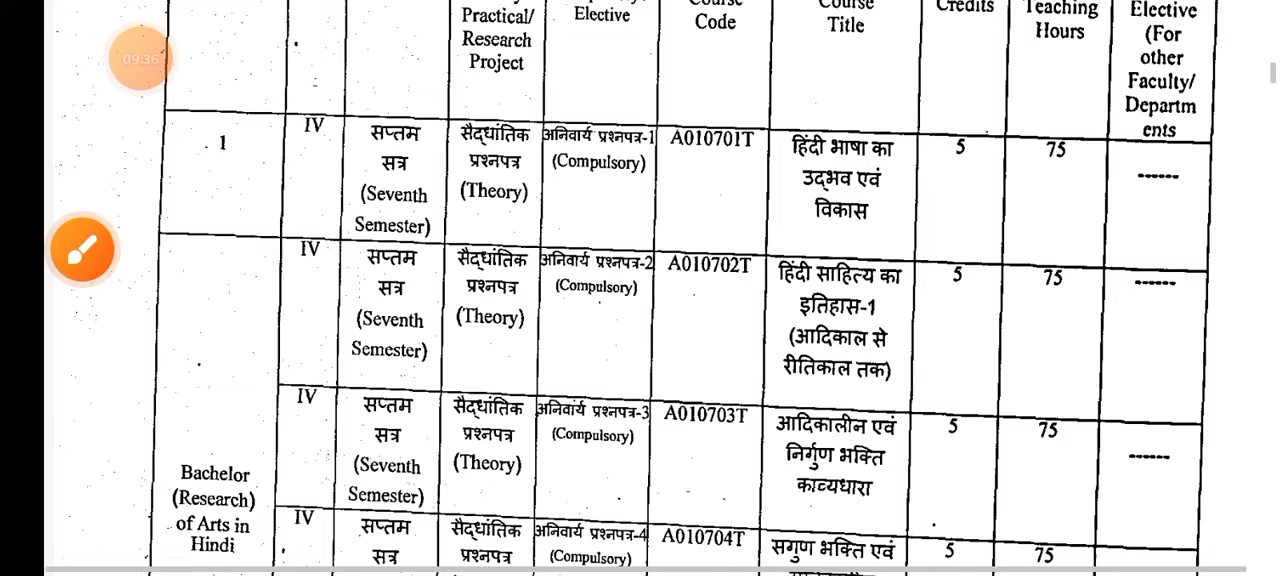 09:36
Practical/
Research
Project
Elective
Course
Code
Course
Title
Credits
Teaching
Hours
Elective
(For
other
Faculty/
Departm
ents
1
IV
सप्तम
सत्र
(Seventh
Semester)
सैद्धांतिक
प्रश्नपत्र
(Theory)
अनिवार्य प्रश्नपत्र-1
(Compulsory)
A010701T
हिंदी भाषा का
उद्भव एवं
विकास
5
75
------
IV
सप्तम
सत्र
(Seventh
Semester)
सैद्धांतिक
प्रश्नपत्र
(Theory)
अनिवार्य प्रश्नपत्र-2
(Compulsory)
A010702T
हिंदी साहित्य का
इतिहास-1
(आदिकाल से
रीतिकाल तक)
5
75
------
Bachelor
(Research)
of Arts in
Hindi
IV
सप्तम
सत्र
(Seventh
Semester)
सैद्धांतिक
प्रश्नपत्र
(Theory)
अनिवार्य प्रश्नपत्र-3
(Compulsory)
A010703T
आदिकालीन एवं
निर्गुण भक्ति
काव्यधारा
5
75
------
IV
सप्तम
सत्र
सैद्धांतिक
प्रश्नपत्र
अनिवार्य प्रश्नपत्र-4
(Compulsory)
A010704T
सगुण भक्ति एवं
5
75